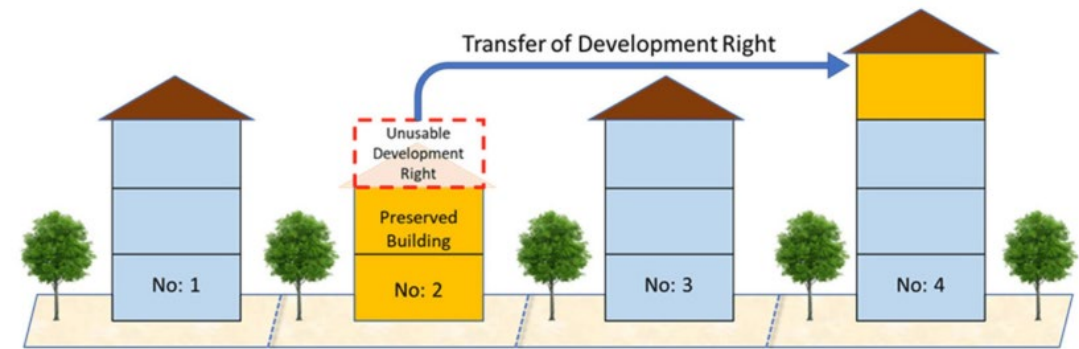 Transfer of Development Right
Unusable
Development
Right
Preserved
Building
No: 1
No: 2
No: 3
No: 4